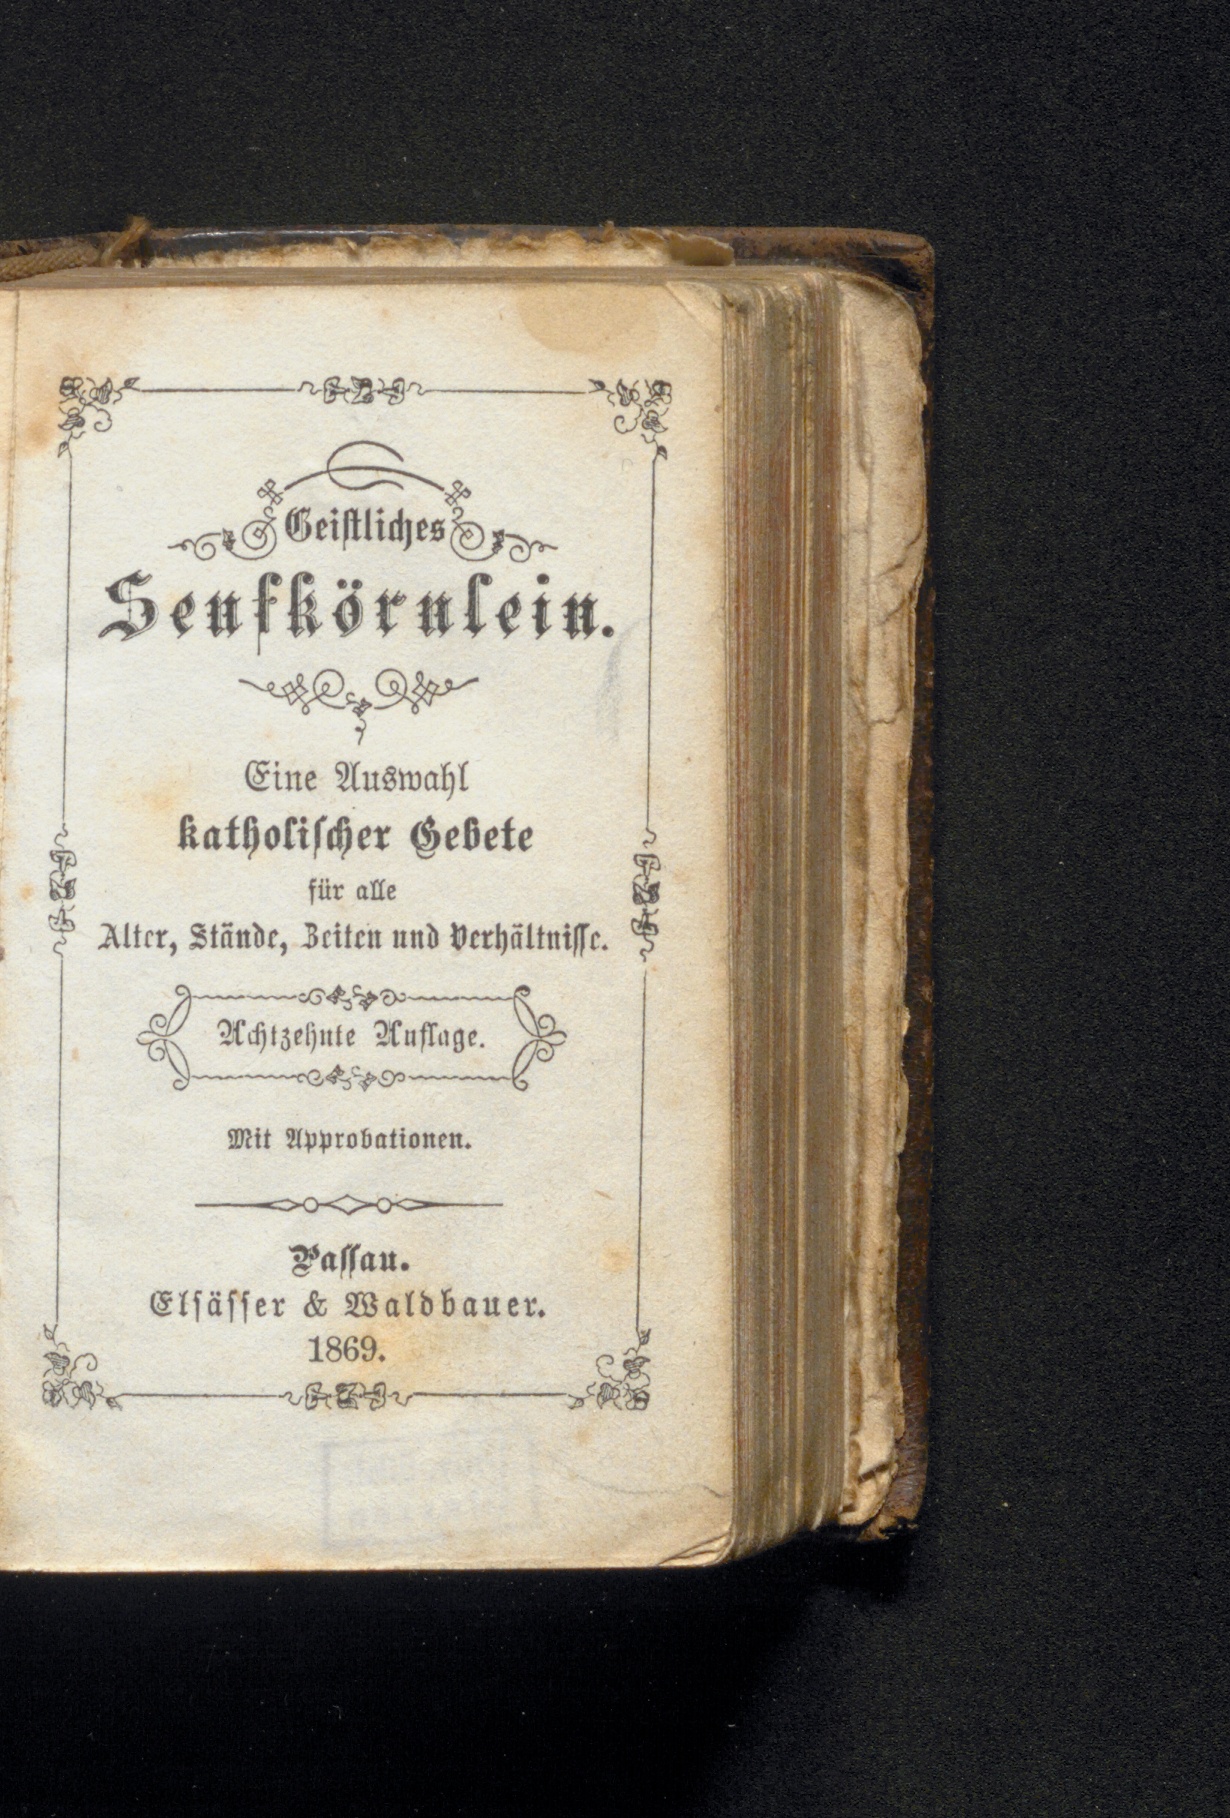 Geiſtliches
Senfkörnlein.
Eine Auswahl
katholiſcher Gebete
für alle
Alter, Stände, Zeiten und Verhältniſſe.
Achtzehnte Auflage.
Mit Approbationen.
Paſſau.
Elſäſſer & Waldbauer.
1869.